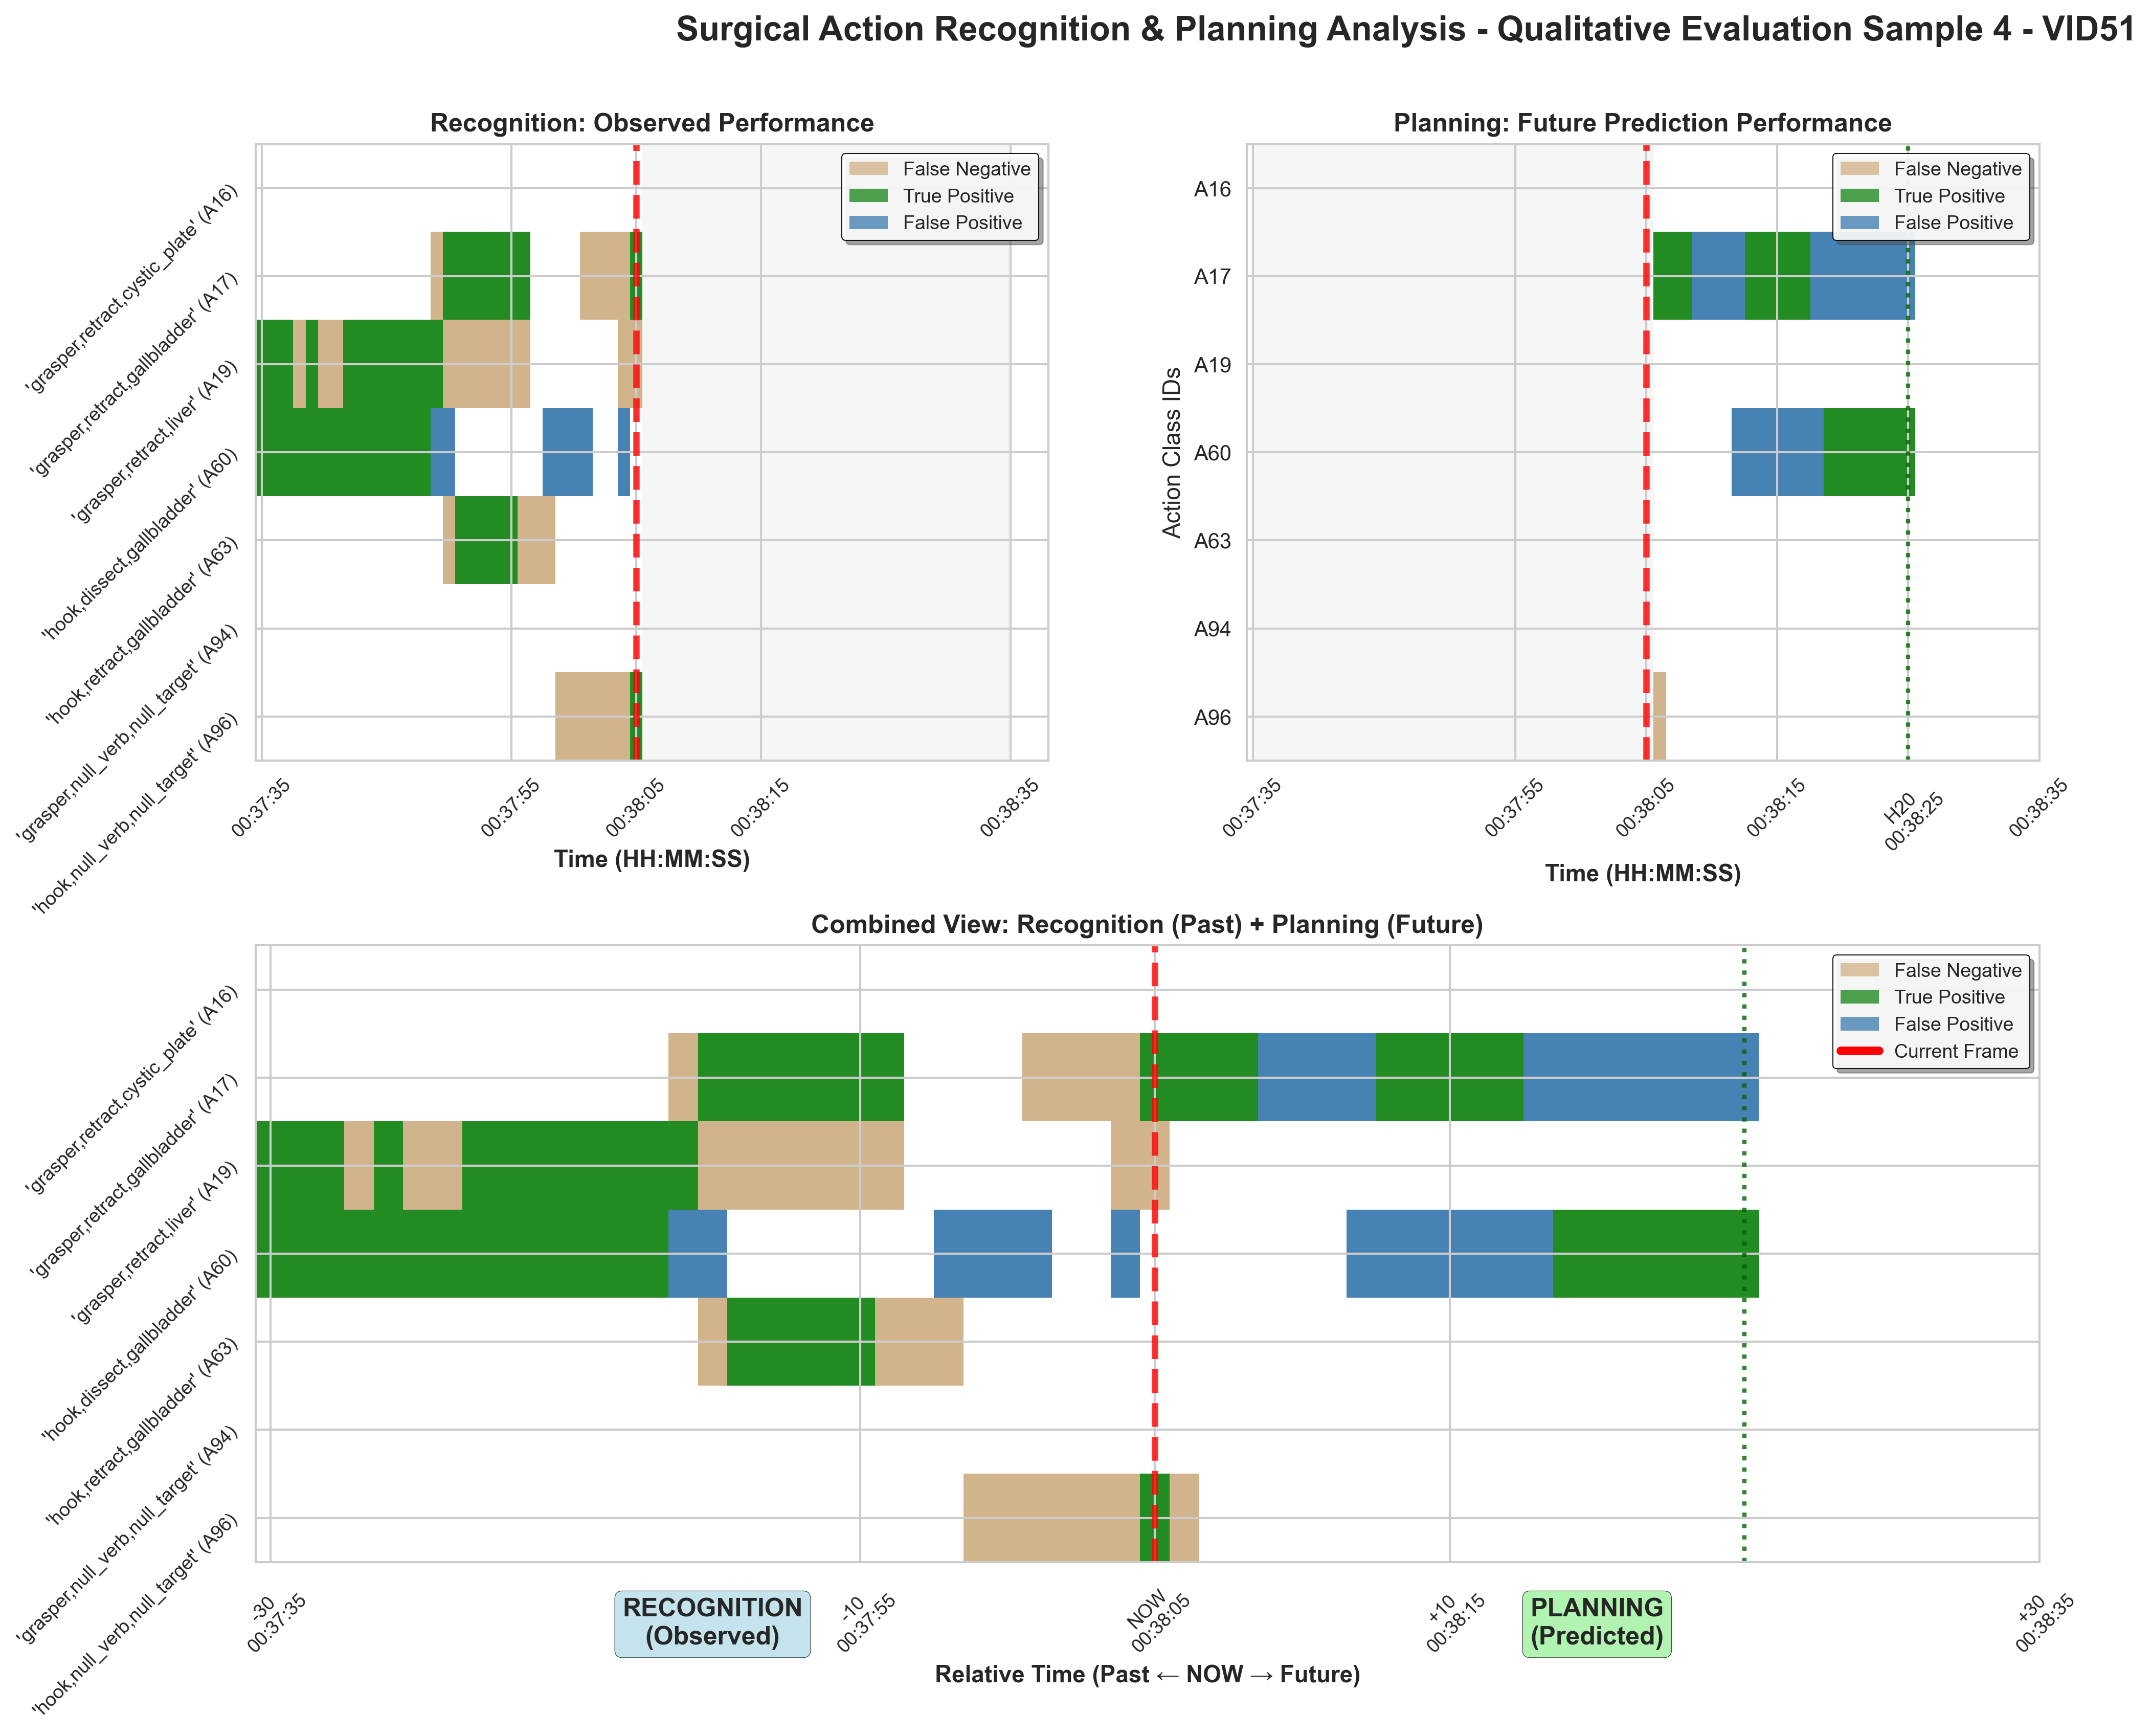 Surgical Action Recognition & Planning Analysis - Qualitative Evaluation Sample 4 - VID51
Recognition: Observed Performance
False Negative
True Positive
False Positive
'grasper,retract,cystic_plate' (A16)
'grasper,retract,gallbladder' (A17)
'grasper,retract,liver' (A19)
'hook,dissect,gallbladder' (A60)
'hook,retract,gallbladder' (A63)
'grasper,null_verb,null_target' (A94)
'hook,null_verb,null_target' (A96)
00:37:35
00:37:55
00:38:05
00:38:15
00:38:35
Time (HH:MM:SS)
Planning: Future Prediction Performance
False Negative
True Positive
False Positive
Action Class IDs
A16
A17
A19
A60
A63
A94
A96
00:37:35
00:37:55
00:38:05
00:38:15
H20
00:38:25
00:38:35
Time (HH:MM:SS)
Combined View: Recognition (Past) + Planning (Future)
False Negative
True Positive
False Positive
Current Frame
'grasper,retract,cystic_plate' (A16)
'grasper,retract,gallbladder' (A17)
'grasper,retract,liver' (A19)
'hook,dissect,gallbladder' (A60)
'hook,retract,gallbladder' (A63)
'grasper,null_verb,null_target' (A94)
'hook,null_verb,null_target' (A96)
-30
00:37:35
RECOGNITION
(Observed)
-10
00:37:55
NOW
00:38:05
+10
00:38:15
PLANNING
(Predicted)
+30
00:38:35
Relative Time (Past ← NOW → Future)